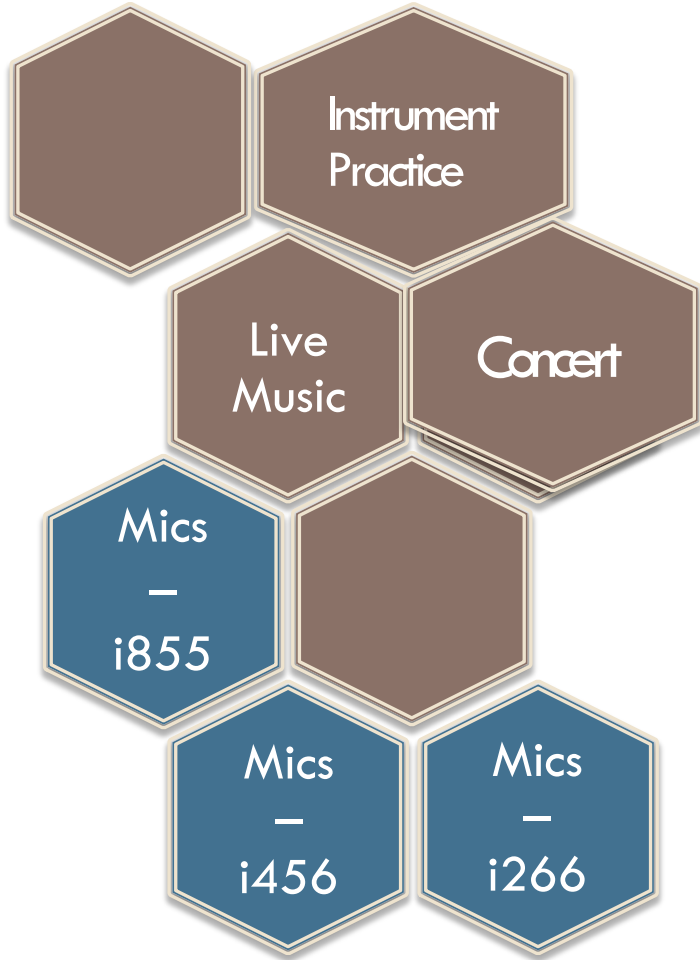 Instrument
Practice
Live
Music
Concert
Mics
–
i855
Mics
–
i456
Mics
–
i266